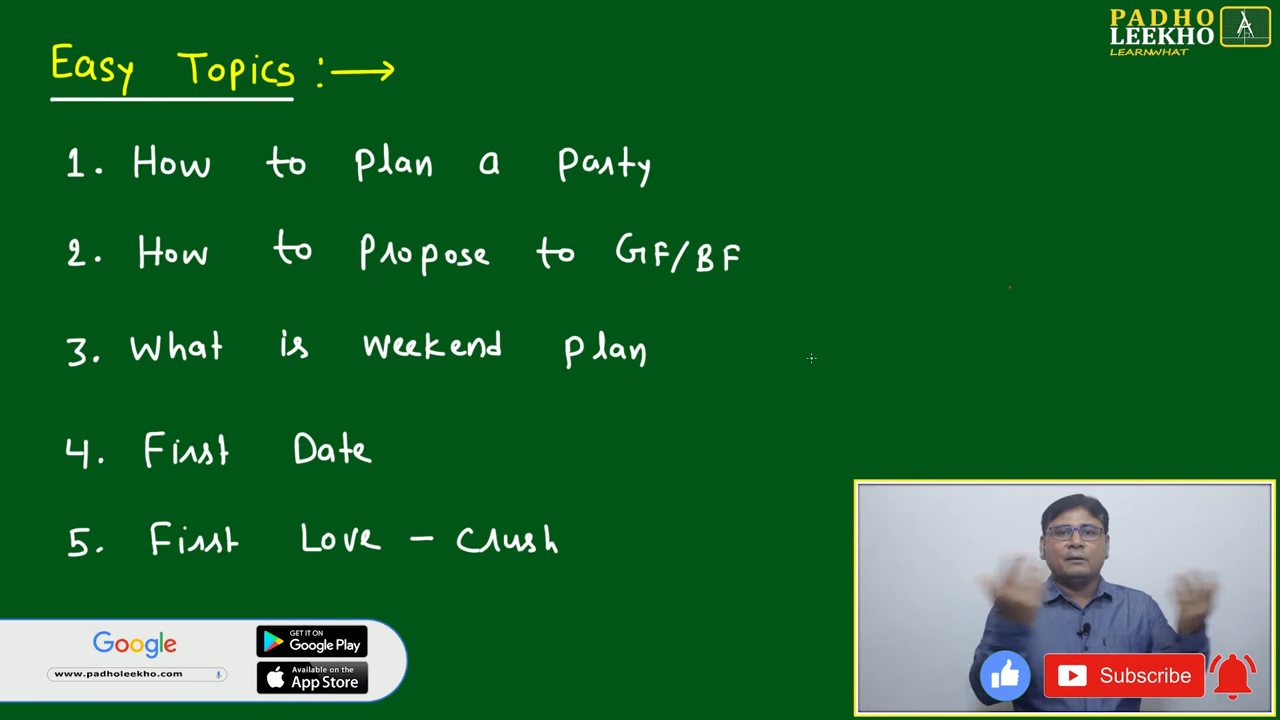 PADHO
LEEKHO
LEARNWHAT
Easy Topics :→
1. How to plan a Party
2. How to Propose to GF/BF
3. What is weekend plan
4. First Date
5. First Love - Crush
Google
www.padholeekho.com
GET IT ON
Google Play
Available on the
App Store
Subscribe